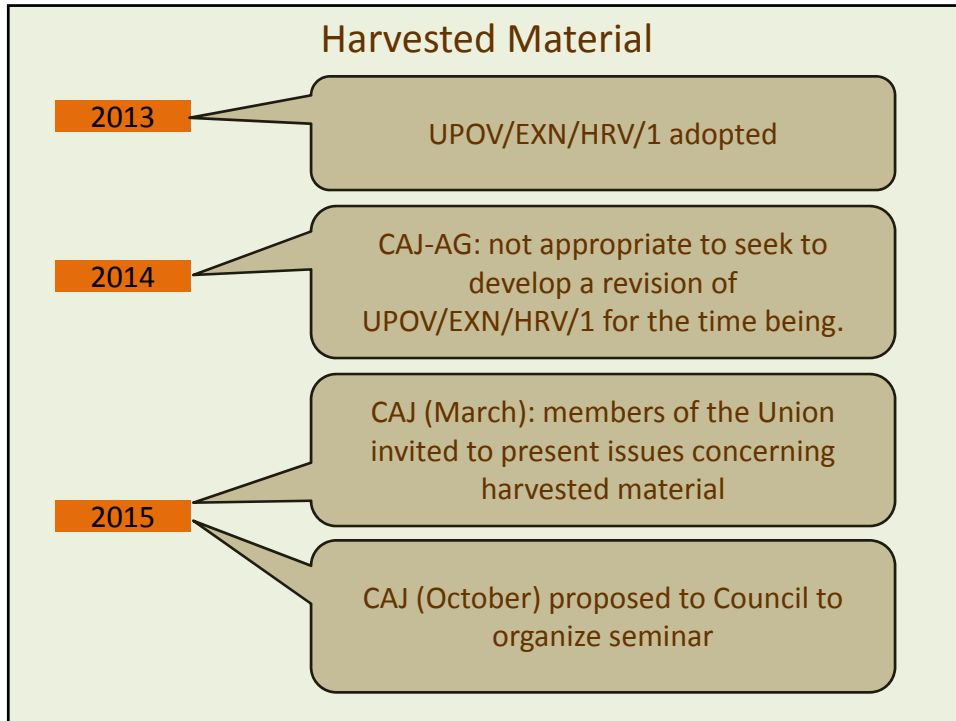 Harvested Material
2013
UPOV/EXN/HRV/1 adopted
2014
CAJ-AG: not appropriate to seek to
develop a revision of
UPOV/EXN/HRV/1 for the time being.
2015
CAJ (March): members of the Union
invited to present issues concerning
harvested material
CAJ (October) proposed to Council to
organize seminar